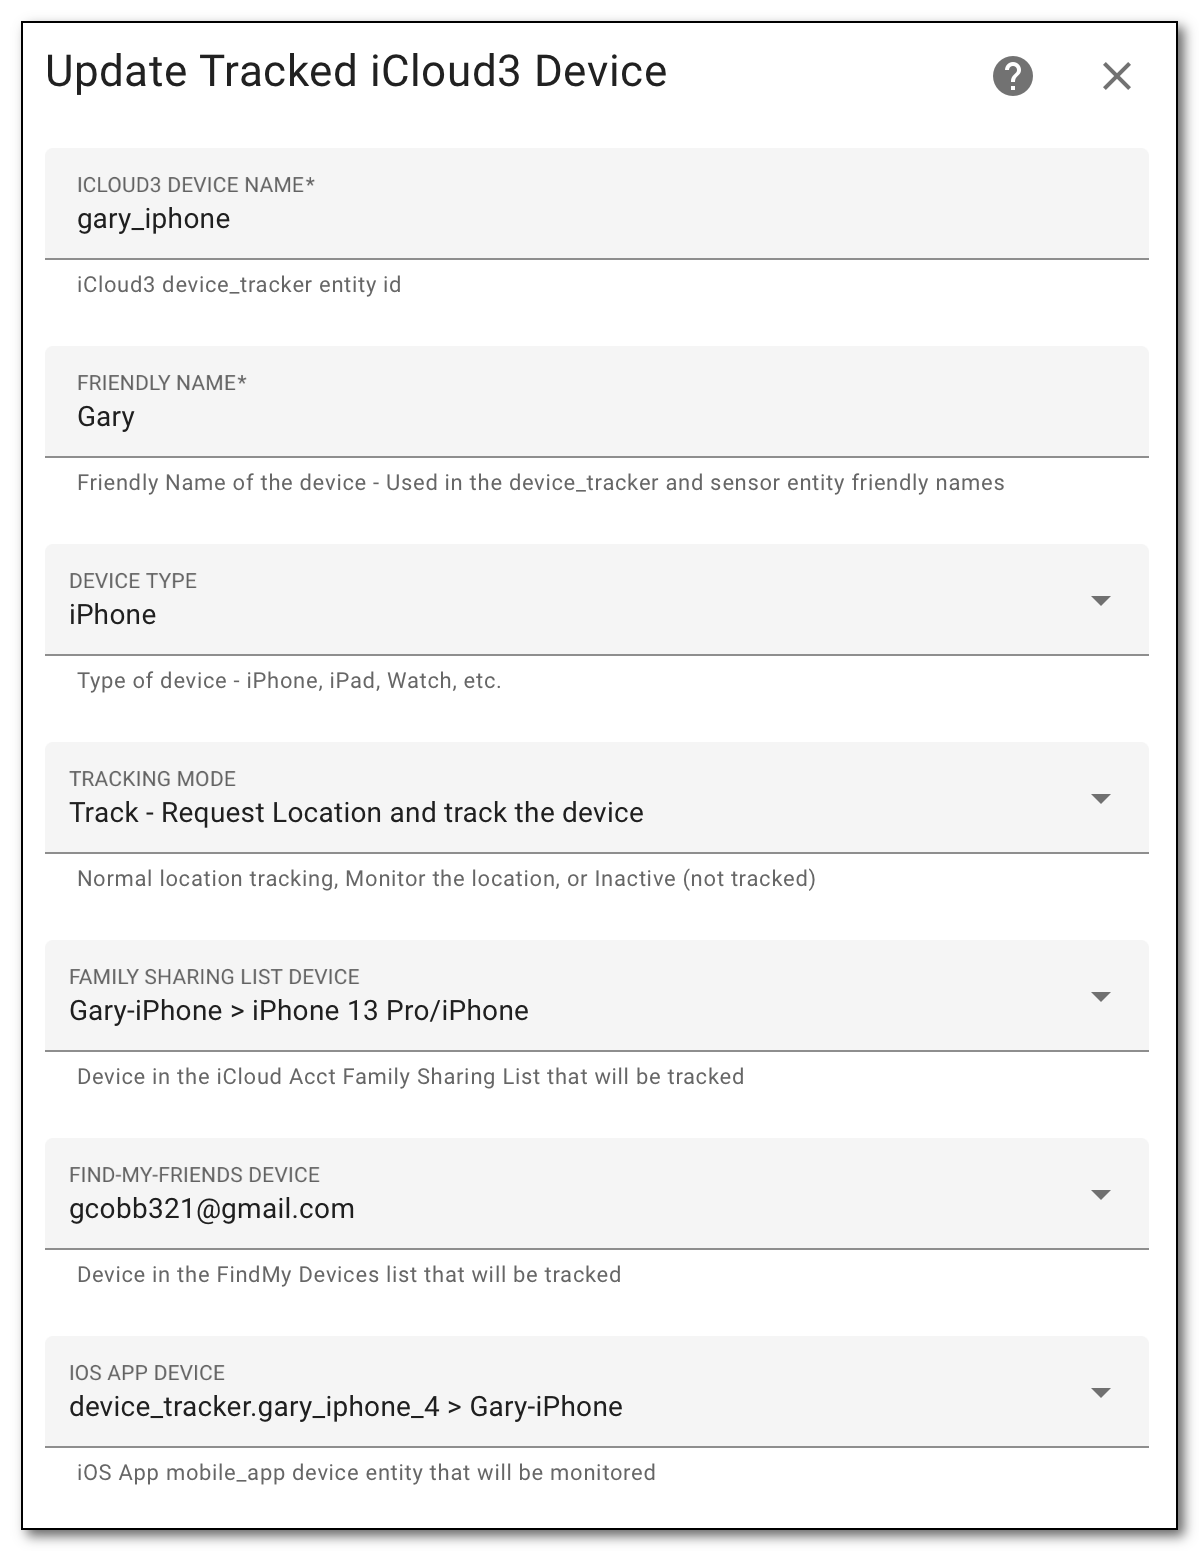 Update Tracked iCloud3 Device
ICLOUD3 DEVICE NAME*
gary_iphone
iCloud3 device_tracker entity id
FRIENDLY NAME*
Gary
Friendly Name of the device - Used in the device_tracker and sensor entity friendly names
DEVICE TYPE
iPhone
Type of device - iPhone, iPad, Watch, etc.
TRACKING MODE
Track - Request Location and track the device
Normal location tracking, Monitor the location, or Inactive (not tracked)
FAMILY SHARING LIST DEVICE
Gary-iPhone > iPhone 13 Pro/iPhone
Device in the iCloud Acct Family Sharing List that will be tracked
FIND-MY-FRIENDS DEVICE
gcobb321@gmail.com
Device in the FindMy Devices list that will be tracked
IOS APP DEVICE
device_tracker.gary_iphone_4 > Gary-iPhone
iOS App mobile_app device entity that will be monitored